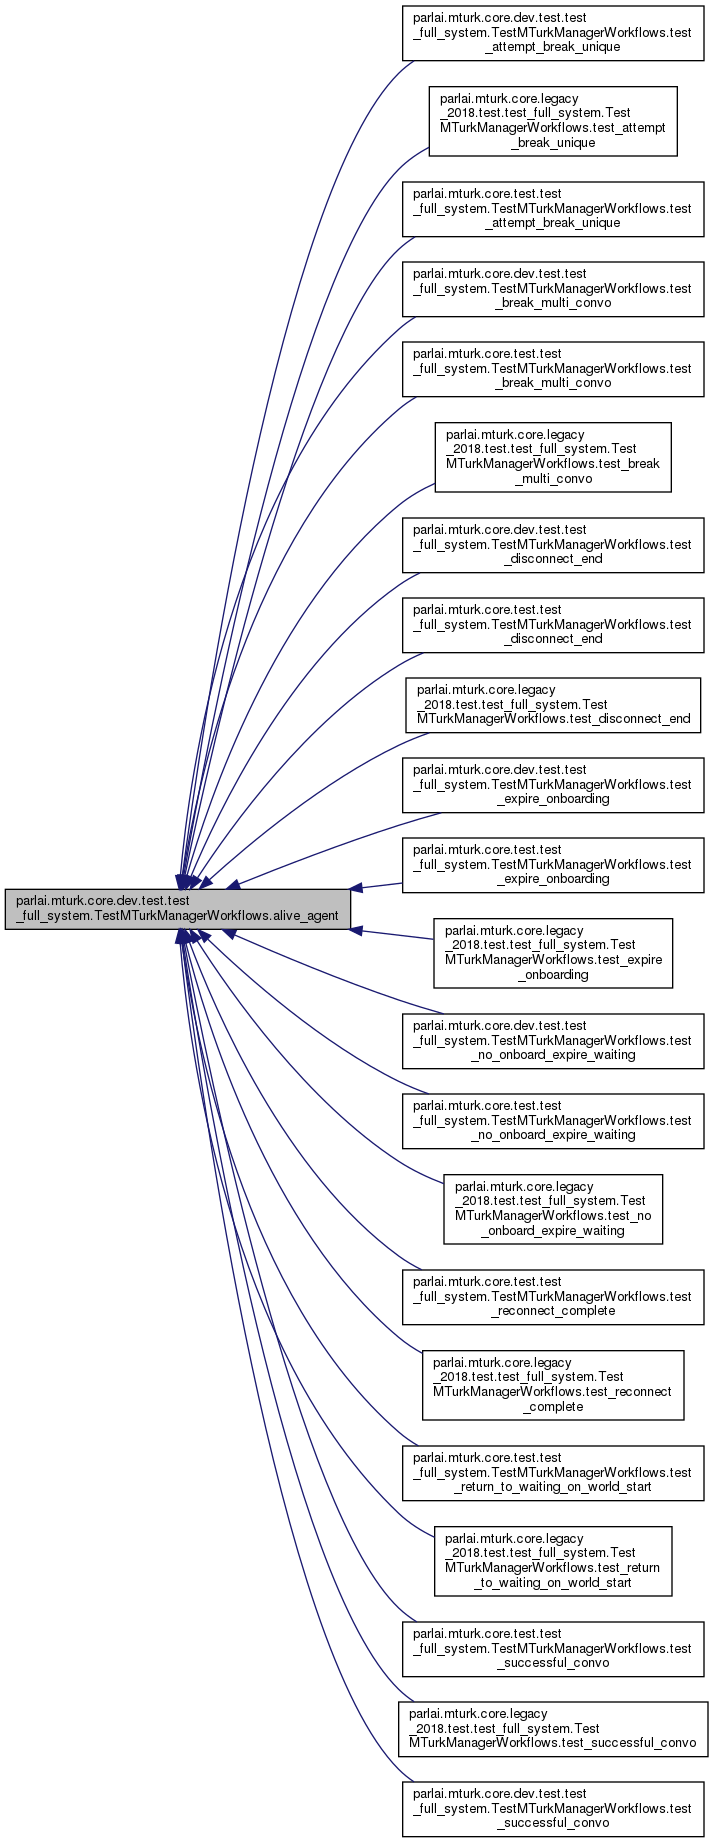 parlai.mturk.core.dev.test.test
_full_system.TestMTurkManagerWorkflows.test
_attempt_break_unique
parlai.mturk.core.legacy
_2018.test.test_full_system.Test
MTurkManagerWorkflows.test_attempt
_break_unique
parlai.mturk.core.test.test
_full_system.TestMTurkManagerWorkflows.test
_attempt_break_unique
parlai.mturk.core.dev.test.test
_full_system.TestMTurkManagerWorkflows.test
_break_multi_convo
parlai.mturk.core.test.test
_full_system.TestMTurkManagerWorkflows.test
_break_multi_convo
parlai.mturk.core.legacy
_2018.test.test_full_system.Test
MTurkManagerWorkflows.test_break
_multi_convo
parlai.mturk.core.dev.test.test
_full_system.TestMTurkManagerWorkflows.test
_disconnect_end
parlai.mturk.core.test.test
_full_system.TestMTurkManagerWorkflows.test
_disconnect_end
parlai.mturk.core.legacy
_2018.test.test_full_system.Test
MTurkManagerWorkflows.test_disconnect_end
parlai.mturk.core.dev.test.test
_full_system.TestMTurkManagerWorkflows.test
_expire_onboarding
parlai.mturk.core.test.test
_full_system.TestMTurkManagerWorkflows.test
_expire_onboarding
parlai.mturk.core.dev.test.test
_full_system.TestMTurkManagerWorkflows.alive_agent
parlai.mturk.core.legacy
_2018.test.test_full_system.Test
MTurkManagerWorkflows.test_expire
_onboarding
parlai.mturk.core.dev.test.test
_full_system.TestMTurkManagerWorkflows.test
_no_onboard_expire_waiting
parlai.mturk.core.test.test
_full_system.TestMTurkManagerWorkflows.test
_no_onboard_expire_waiting
parlai.mturk.core.legacy
_2018.test.test_full_system.Test
MTurkManagerWorkflows.test_no
_onboard_expire_waiting
parlai.mturk.core.test.test
_full_system.TestMTurkManagerWorkflows.test
_reconnect_complete
parlai.mturk.core.legacy
_2018.test.test_full_system.Test
MTurkManagerWorkflows.test_reconnect
_complete
parlai.mturk.core.test.test
_full_system.TestMTurkManagerWorkflows.test
_return_to_waiting_on_world_start
parlai.mturk.core.legacy
_2018.test.test_full_system.Test
MTurkManagerWorkflows.test_return
_to_waiting_on_world_start
parlai.mturk.core.test.test
_full_system.TestMTurkManagerWorkflows.test
_successful_convo
parlai.mturk.core.legacy
_2018.test.test_full_system.Test
MTurkManagerWorkflows.test_successful_convo
parlai.mturk.core.dev.test.test
_full_system.TestMTurkManagerWorkflows.test
_successful_convo